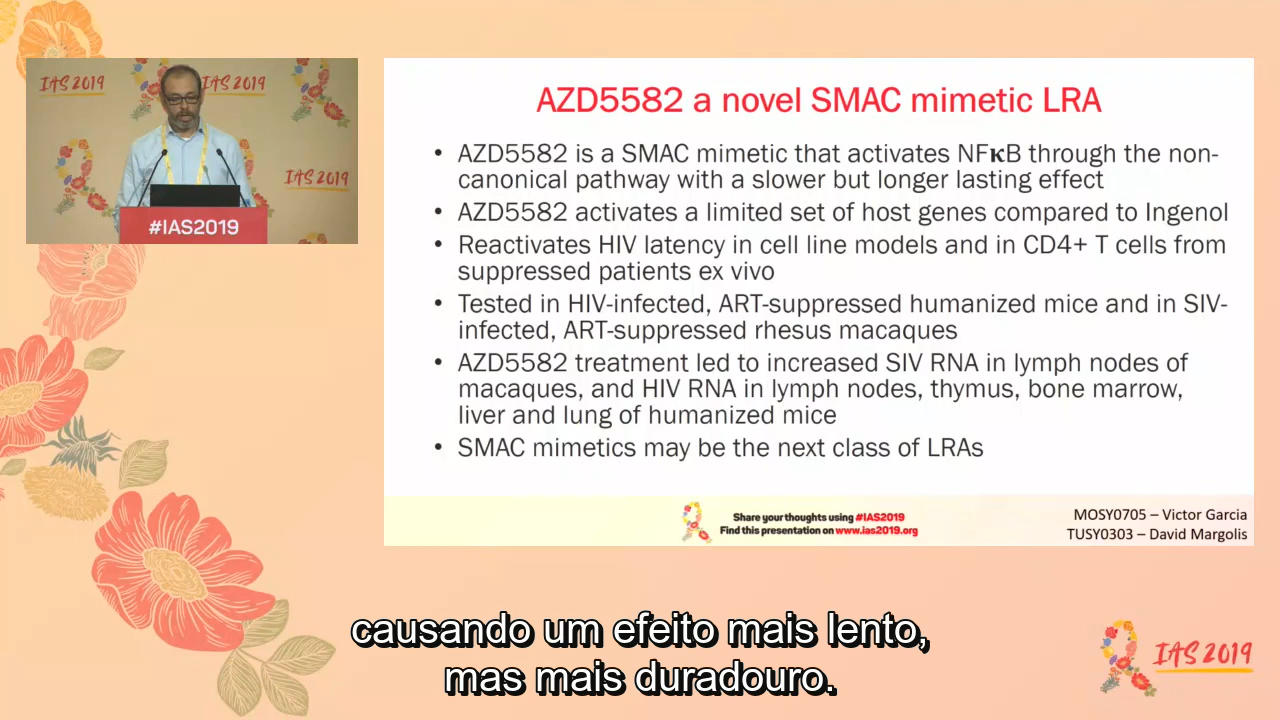 IAS 2019
IAS 2019
IAS 2019
#IAS2019
AZD5582 a novel SMAC mimetic LRA
• AZD5582 is a SMAC mimetic that activates NFκB through the non-
canonical pathway with a slower but longer lasting effect
• AZD5582 activates a limited set of host genes compared to Ingenol
• Reactivates HIV latency in cell line models and in CD4+ T cells from
suppressed patients ex vivo
• Tested in HIV-infected, ART-suppressed humanized mice and in SIV-
infected, ART-suppressed rhesus macaques
• AZD5582 treatment led to increased SIV RNA in lymph nodes of
macaques, and HIV RNA in lymph nodes, thymus, bone marrow,
liver and lung of humanized mice
• SMAC mimetics may be the next class of LRAs
Share your thoughts using #IAS2019
Find this presentation on www.ias2019.org
MOSY0705 – Victor Garcia
TUSY0303 – David Margolis
causando um efeito mais lento,
mas mais duradouro.
IAS 2019